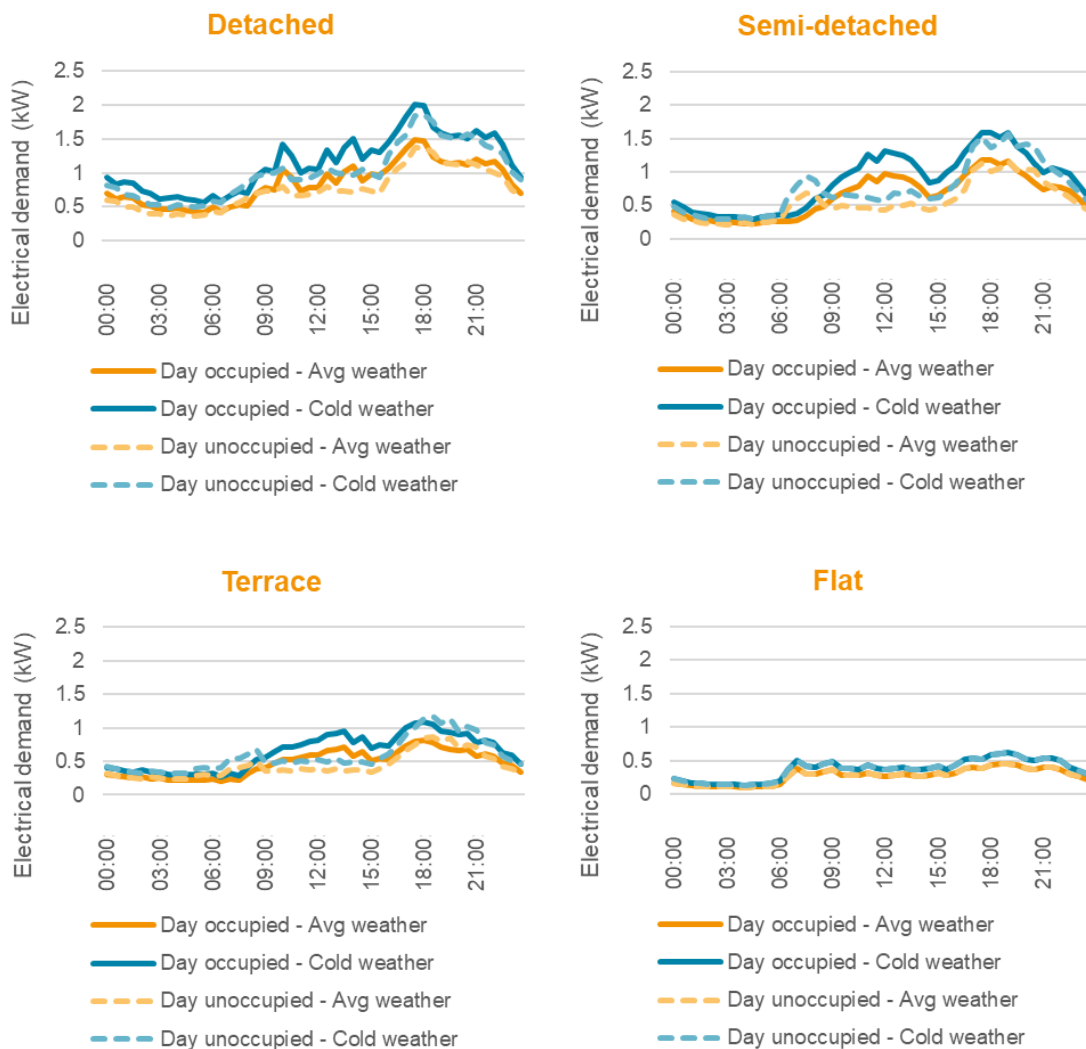 Detached
Electrical demand (kW)
2.5
2
1.5
1
0.5
0
00:00
03:00
06:00
09:00
12:00
15:00
18:00
21:00
Day occupied - Avg weather
Day occupied - Cold weather
Day unoccupied - Avg weather
Day unoccupied - Cold weather
Semi-detached
Electrical demand (kW)
2.5
2
1.5
1
0.5
0
00:00
03:00
06:00
09:00
12:00
15:00
18:00
21:00
Day occupied - Avg weather
Day occupied - Cold weather
Day unoccupied - Avg weather
Day unoccupied - Cold weather
Terrace
Electrical demand (kW)
2.5
2
1.5
1
0.5
0
00:00
03:00
06:00
09:00
12:00
15:00
18:00
21:00
Day occupied - Avg weather
Day occupied - Cold weather
Day unoccupied - Avg weather
Day unoccupied - Cold weather
Flat
Electrical demand (kW)
2.5
2
1.5
1
0.5
0
00:00
03:00
06:00
09:00
12:00
15:00
18:00
21:00
Day occupied - Avg weather
Day occupied - Cold weather
Day unoccupied - Avg weather
Day unoccupied - Cold weather